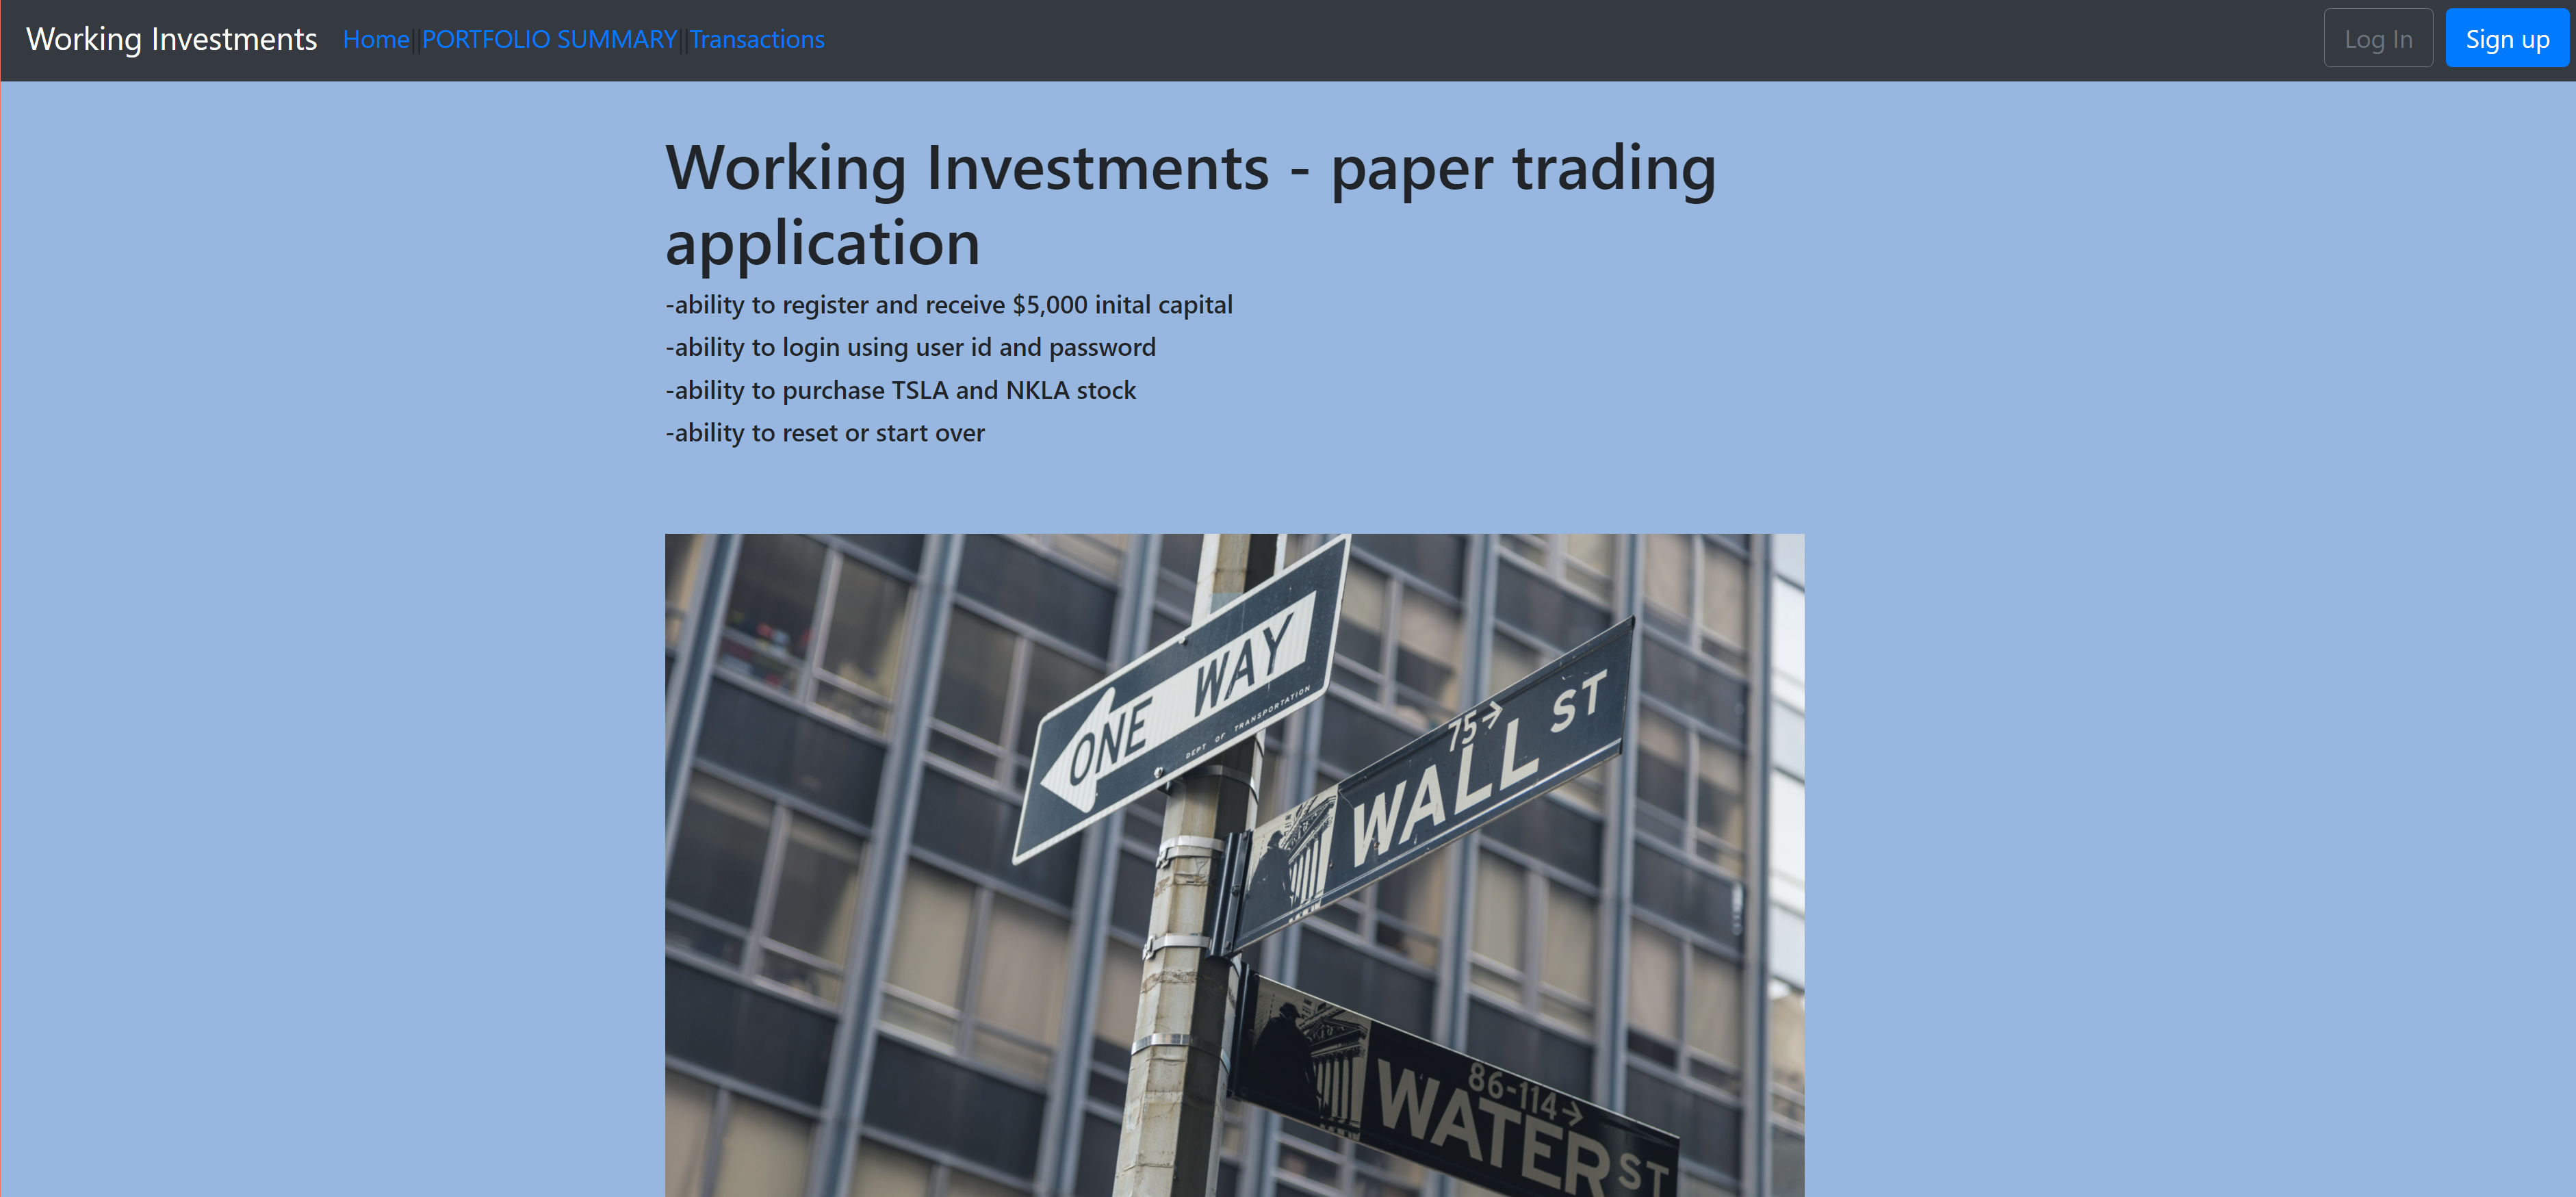 Working Investments Home||PORTFOLIO SUMMARY||Transactions Log In Sign up
Working Investments - paper trading
application
-ability to register and receive $5,000 inital capital
-ability to login using user id and password
-ability to purchase TSLA and NKLA stock
-ability to reset or start over
ONE WAY
DEPT OF TRANSPORTATION
75→
WALL ST
86-114→
WATER ST